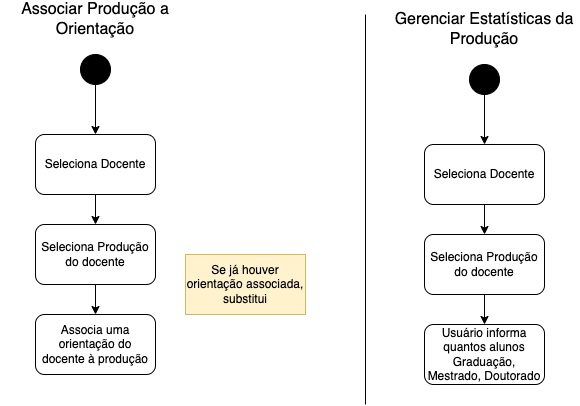 Associar Produção a
Orientação
Seleciona Docente
Seleciona Produção
do docente
Se já houver
orientação associada,
substitui
Associa uma
orientação do
docente à produção
Gerenciar Estatísticas da
Produção
Seleciona Docente
Seleciona Produção
do docente
Usuário informa
quantos alunos
Graduação,
Mestrado, Doutorado